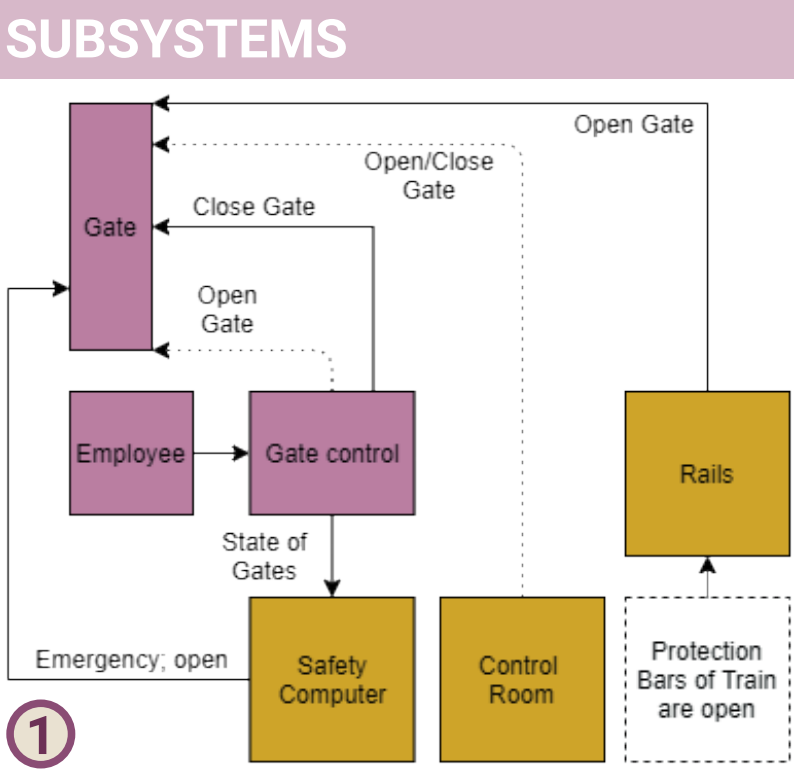 SUBSYSTEMS
Open Gate
Open/Close
Gate
Close Gate
Gate
Open
Gate
Employee
Gate control
Rails
State of
Gates
Emergency; open
Safety
Computer
Control
Room
Protection
Bars of Train
are open
1